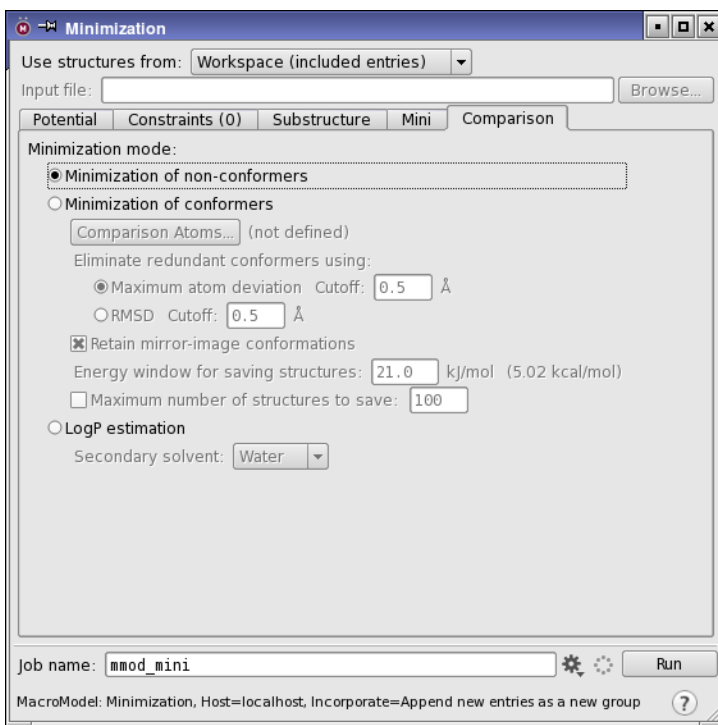 Minimization
Use structures from: Workspace (included entries)
Input file: Browse...
Potential Constraints (0) Substructure Mini Comparison
Minimization mode:
Minimization of non-conformers
Minimization of conformers
Comparison Atoms... (not defined)
Eliminate redundant conformers using:
Maximum atom deviation Cutoff: 0.5 Å
RMSD Cutoff: 0.5 Å
Retain mirror-image conformations
Energy window for saving structures: 21.0 kJ/mol (5.02 kcal/mol)
Maximum number of structures to save: 100
LogP estimation
Secondary solvent: Water
Job name: mmod_mini Run
MacroModel: Minimization, Host=localhost, Incorporate=Append new entries as a new group ?